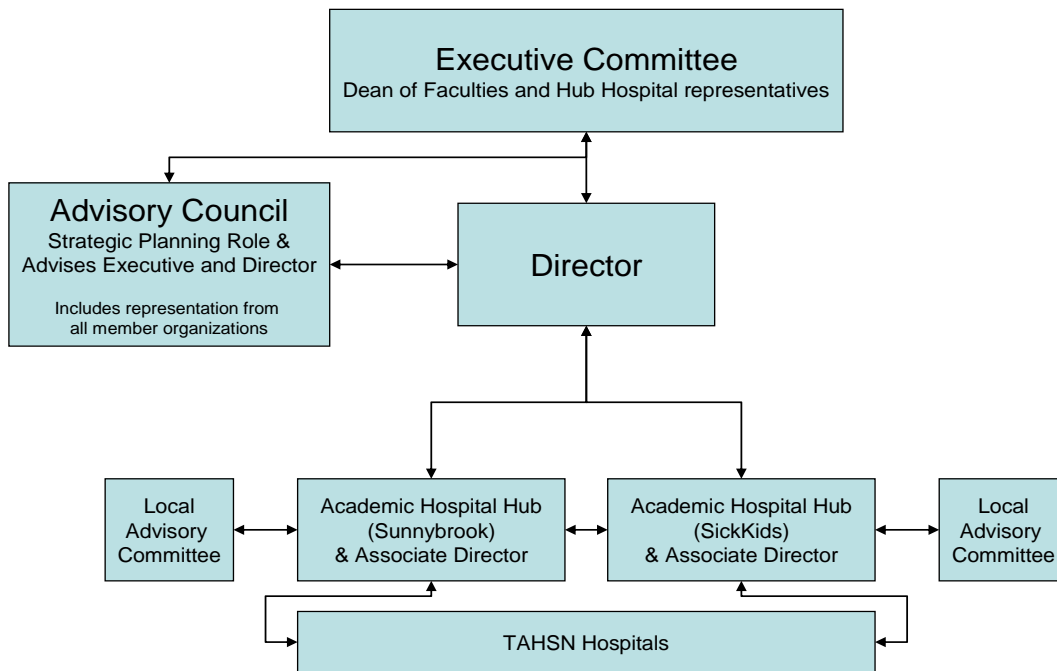 Executive Committee
Dean of Faculties and Hub Hospital representatives
Advisory Council
Strategic Planning Role &
Advises Executive and Director
Includes representation from
all member organizations
Director
Local
Advisory
Committee
Academic Hospital Hub
(Sunnybrook)
& Associate Director
Academic Hospital Hub
(SickKids)
& Associate Director
Local
Advisory
Committee
TAHSN Hospitals